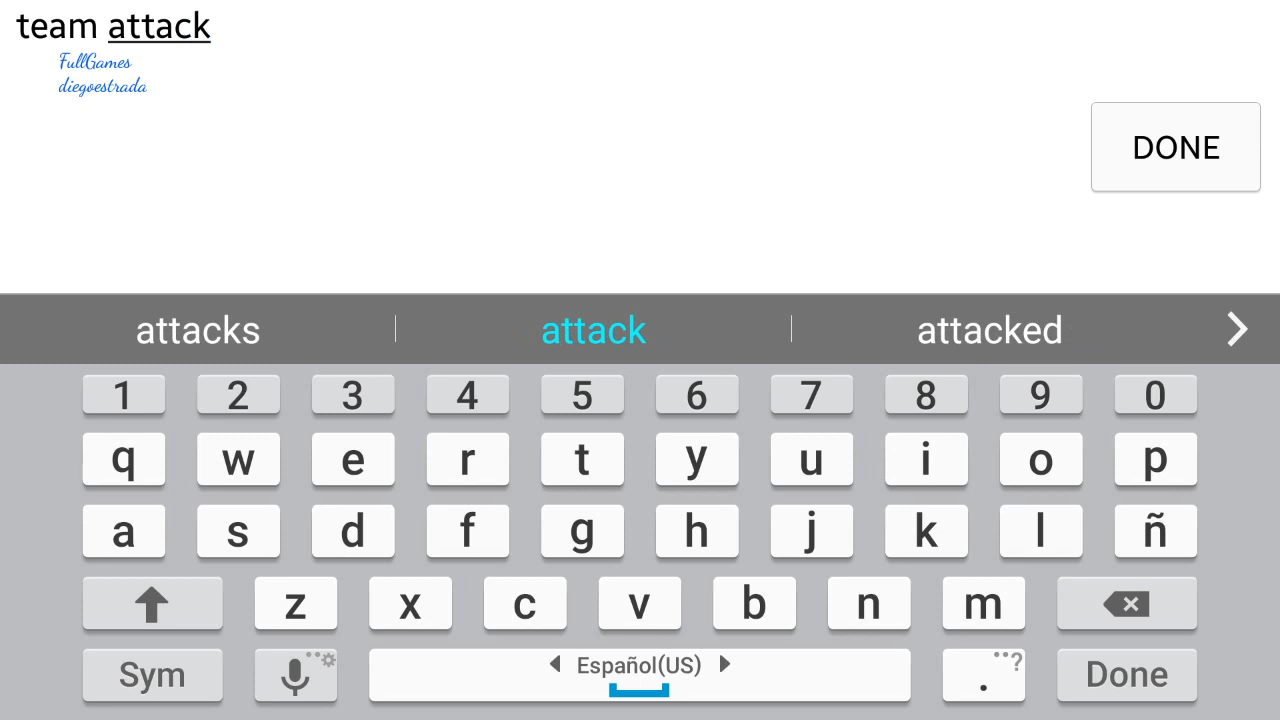 team attack
FullGames
diegoestrada
DONE
attacks attack attacked
1 2 3 4 5 6 7 8 9 0
q w e r t y u i o p
a s d f g h j k l ñ
z x c v b n m
Sym Español(US) . ? Done